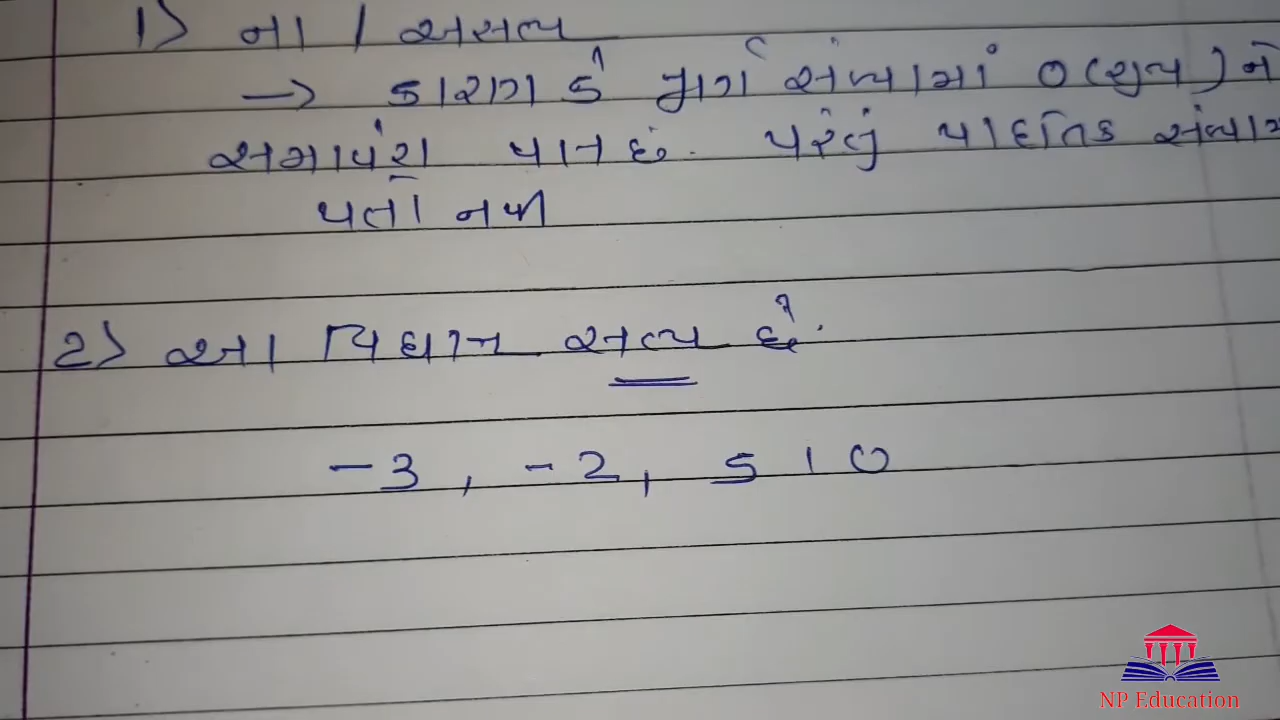 1> ના / અસત્ય
→ કારણ કે પૂર્ણ સંખ્યામાં 0 (શુન્ય) નો
સમાવેશ થાય છે. પરંતુ પ્રાકૃતિક સંખ્યામ
થતો નથી
2> આ વિધાન સત્ય છે.
-3, -2, 5, 0
NP Education